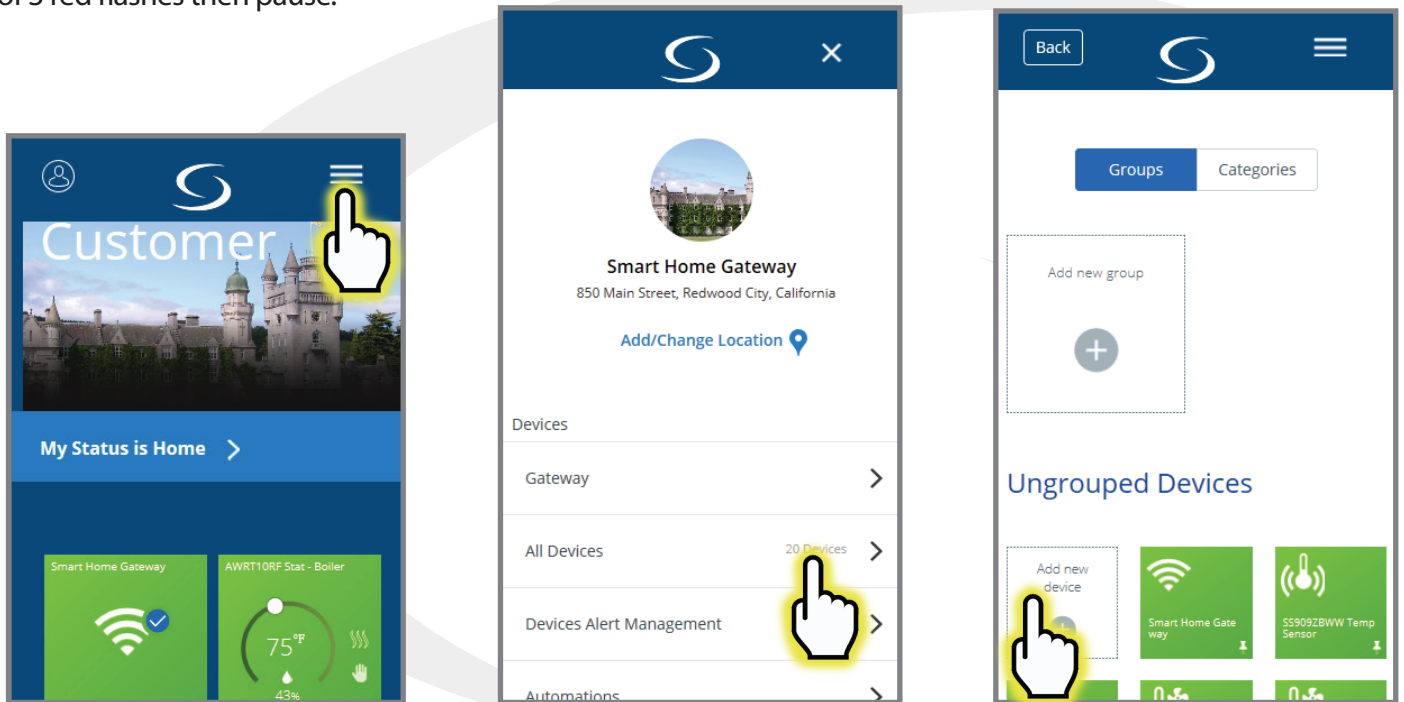 of 3 red flashes then pause.
Customer
My Status is Home
Smart Home Gateway
AWRT10RF Stat - Boiler
75°F
43%
Smart Home Gateway
850 Main Street, Redwood City, California
Add/Change Location
Devices
Gateway
All Devices
20 Devices
Devices Alert Management
Automations
Back
Groups
Categories
Add new group
Ungrouped Devices
Add new
device
Smart Home Gate
way
SS909ZBWW Temp
Sensor